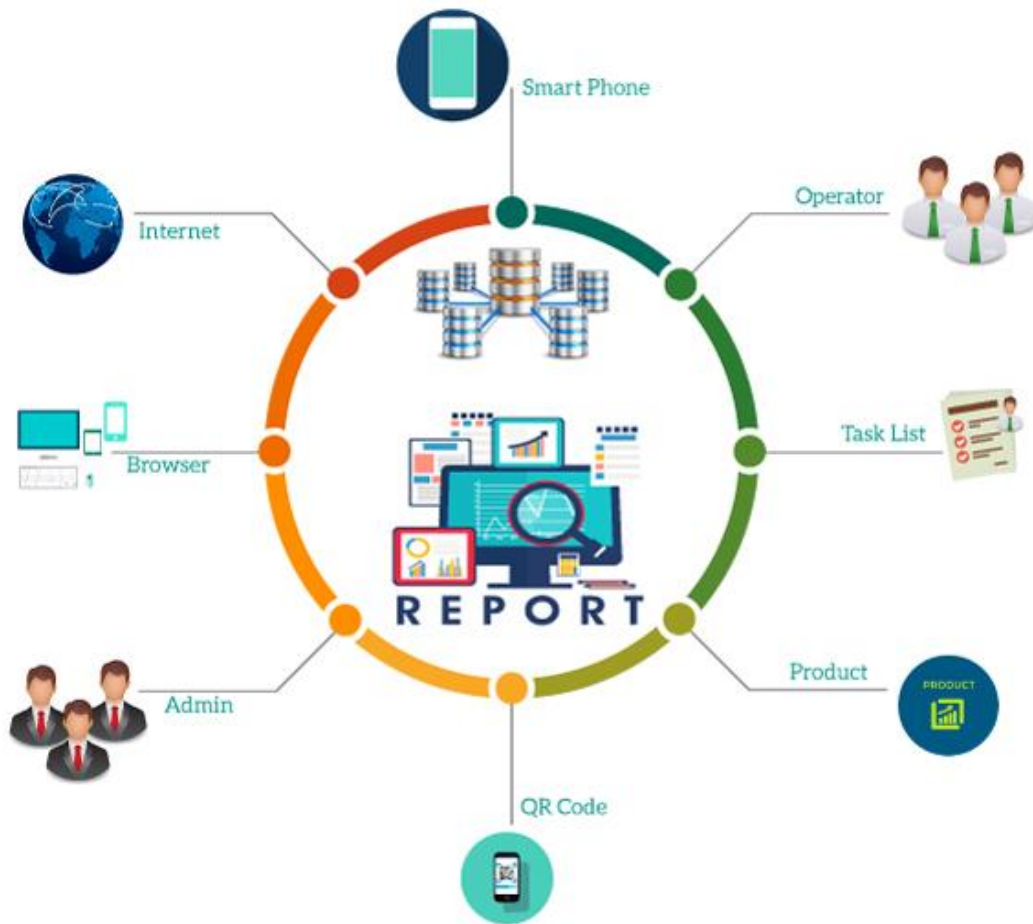 Smart Phone
Operator
Internet
Task List
Browser
REPORT
Product
PRODUCT
Admin
QR Code